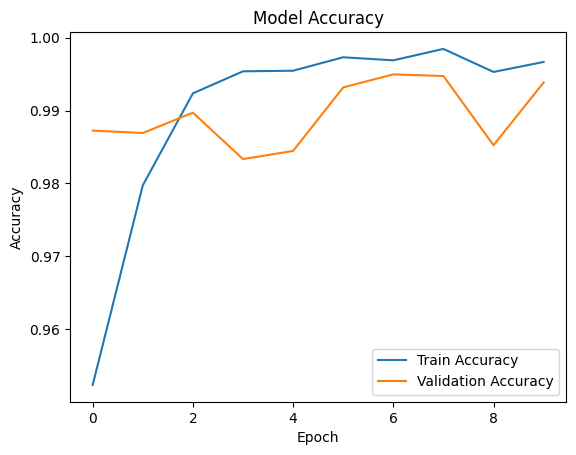 Model Accuracy
1.00
0.99
0.98
0.97
0.96
Accuracy
0 2 4 6 8
Epoch
Train Accuracy
Validation Accuracy